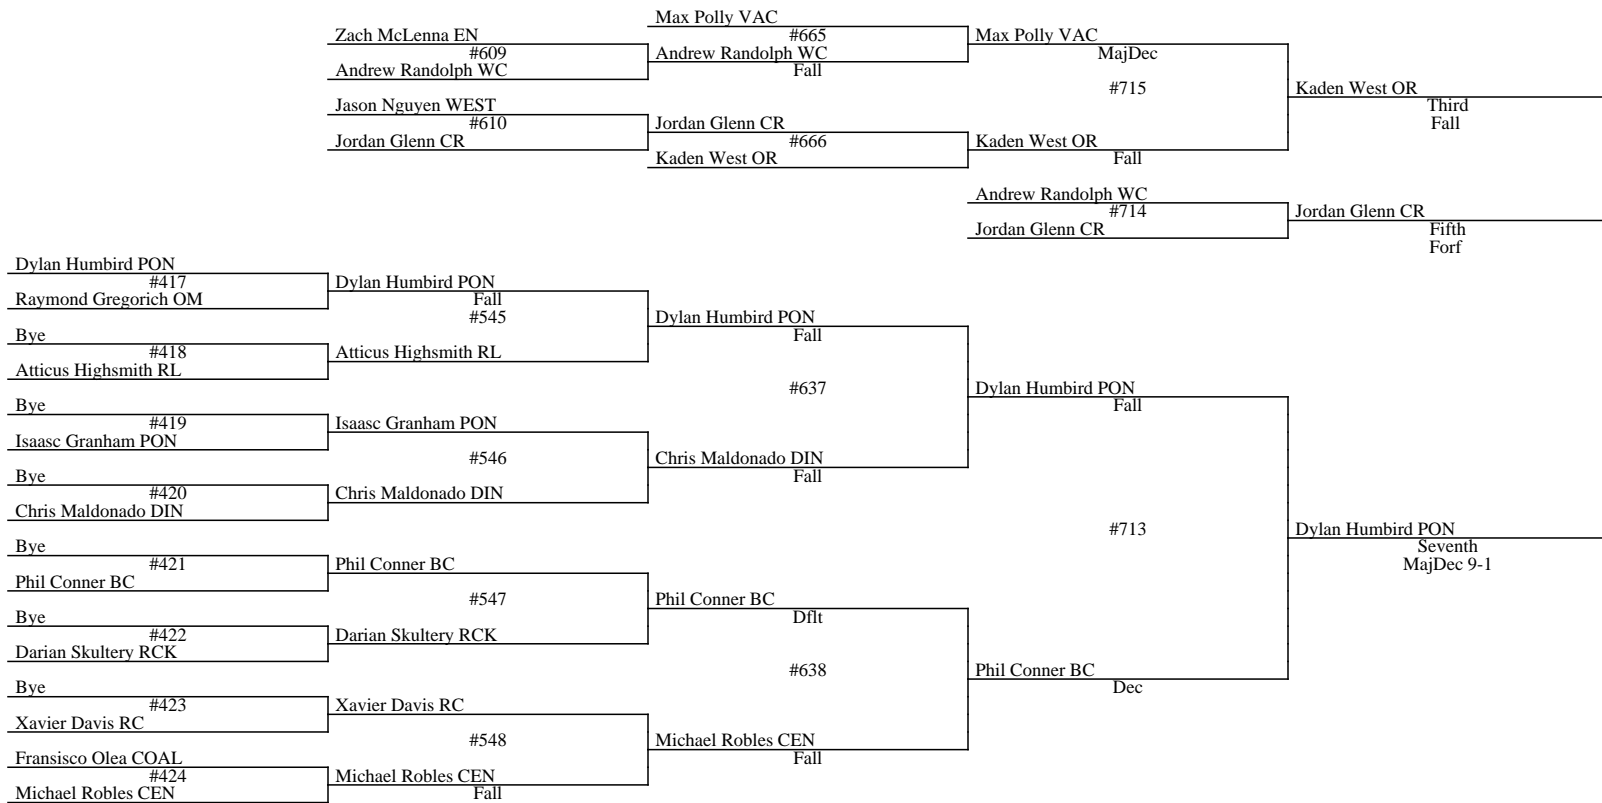 Max Polly VAC
Zach McLenna EN
#665
Max Polly VAC
#609
Andrew Randolph WC
MajDec
Andrew Randolph WC
Fall
#715
Kaden West OR
Jason Nguyen WEST
Third
#610
Jordan Glenn CR
Fall
Jordan Glenn CR
#666
Kaden West OR
Kaden West OR
Fall
Andrew Randolph WC
#714
Jordan Glenn CR
Jordan Glenn CR
Fifth
Forf
Dylan Humbird PON
#417
Dylan Humbird PON
Raymond Gregorich OM
Fall
#545
Dylan Humbird PON
Bye
Fall
#418
Atticus Highsmith RL
Atticus Highsmith RL
#637
Dylan Humbird PON
Bye
Fall
#419
Isaasc Granham PON
Isaasc Granham PON
#546
Chris Maldonado DIN
Bye
Fall
#420
Chris Maldonado DIN
Chris Maldonado DIN
#713
Dylan Humbird PON
Bye
Seventh
#421
Phil Conner BC
MajDec 9-1
Phil Conner BC
#547
Phil Conner BC
Bye
Dflt
#422
Darian Skultery RCK
Darian Skultery RCK
#638
Phil Conner BC
Bye
Dec
#423
Xavier Davis RC
Xavier Davis RC
#548
Michael Robles CEN
Fransisco Olea COAL
Fall
#424
Michael Robles CEN
Michael Robles CEN
Fall